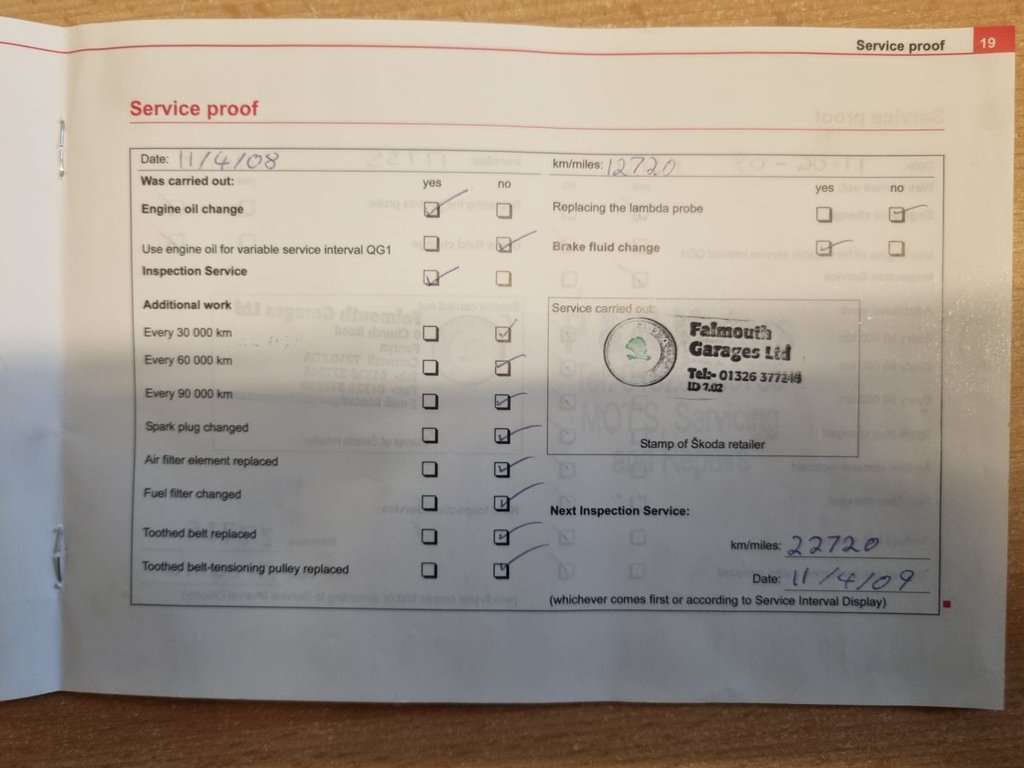 Service proof 19
Service proof
Date: 11/4/08
km/miles: 12720
Was carried out: yes no
yes no
Engine oil change
Replacing the lambda probe
Use engine oil for variable service interval QG1
Brake fluid change
Inspection Service
Additional work
Service carried out:
Every 30 000 km
Falmouth
Garages Ltd
Every 60 000 km
Tel:- 01326 377245
ID 7.02
Every 90 000 km
Spark plug changed
Stamp of Škoda retailer
Air filter element replaced
Fuel filter changed
Next Inspection Service:
Toothed belt replaced
km/miles: 22720
Toothed belt-tensioning pulley replaced
Date: 11/4/09
(whichever comes first or according to Service Interval Display)